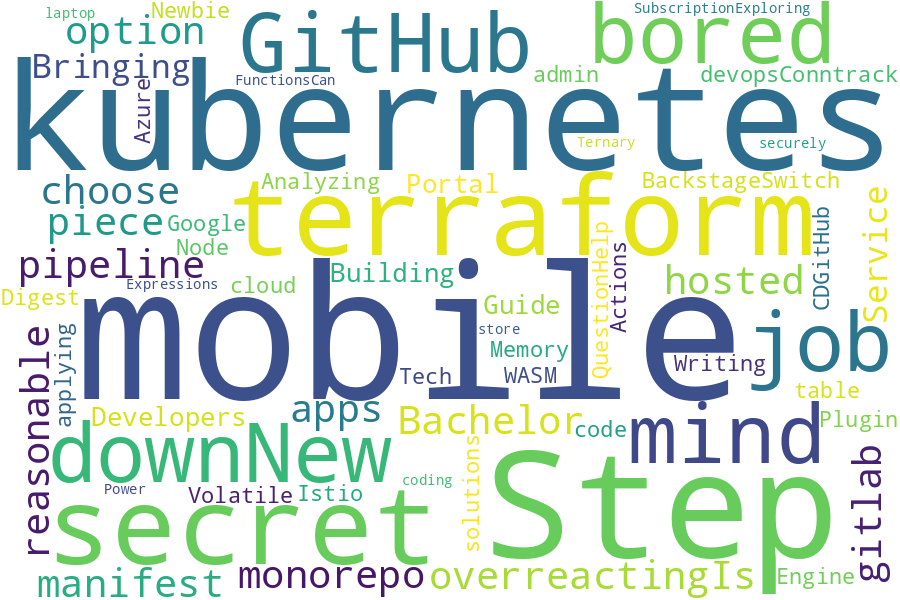 laptop
Newbie
SubscriptionExploring
option
GitHub
bored
Bringing
FunctionsCan
admin
devopsConntrack
kubernetes
Azure
Ternary
securely
choose
Analyzing
Portal
BackstageSwitch
terraform
piece
Google
Node
Service
CDGitHub
QuestionHelp
Actions
pipeline
Expressions
cloud
Building
hosted
Digest
mobile
Guide
job
store
Memory
Writing
Tech
WASM
table
applying
reasonable
Developers
apps
Bachelor
code
mind
Plugin
downNew
solutions
Step
gitlab
Power
Volatile
Istio
coding
secret
manifest
monorepo
overreactingIs
Engine